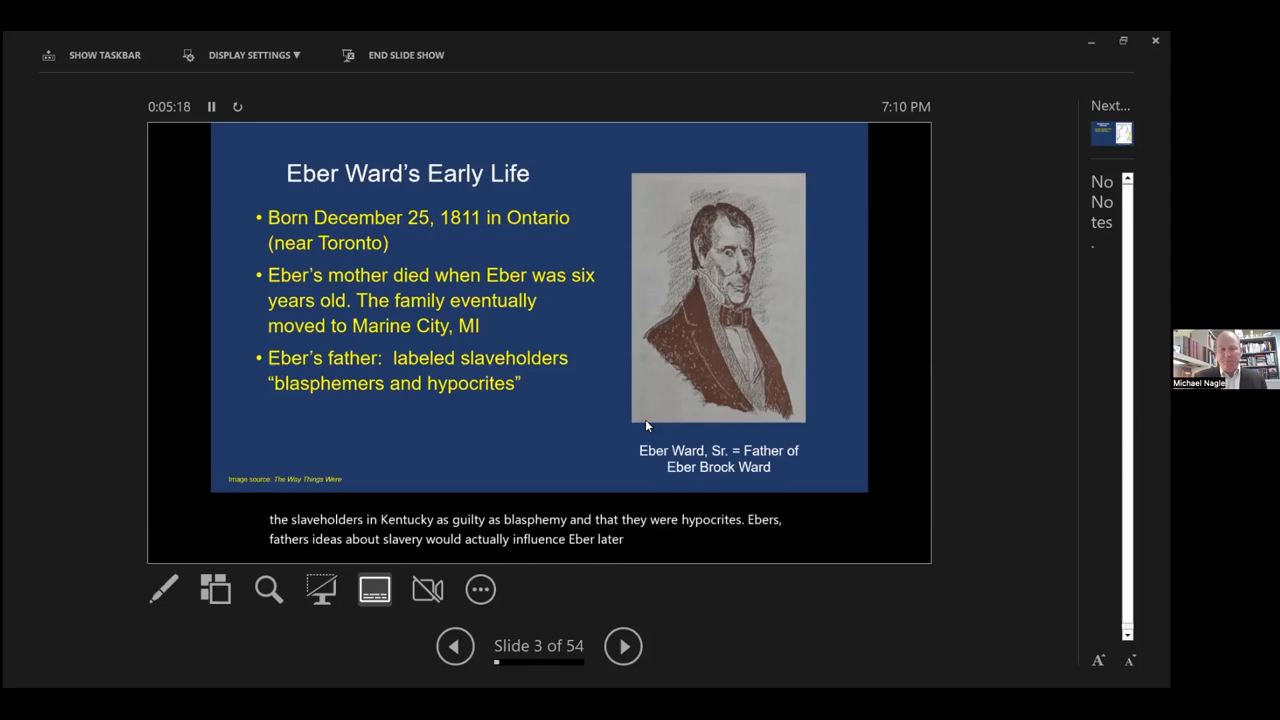 SHOW TASKBAR
DISPLAY SETTINGS ▼
END SLIDE SHOW
0:05:18
7:10 PM
Next...
Eber Ward’s Early Life
• Born December 25, 1811 in Ontario
(near Toronto)
• Eber’s mother died when Eber was six
years old. The family eventually
moved to Marine City, MI
• Eber’s father:  labeled slaveholders
“blasphemers and hypocrites”
Eber Ward, Sr. = Father of
Eber Brock Ward
Image source: The Way Things Were
the slaveholders in Kentucky as guilty as blasphemy and that they were hypocrites. Ebers,
fathers ideas about slavery would actually influence Eber later
No
No
tes
.
Michael Nagle
Slide 3 of 54
A
A